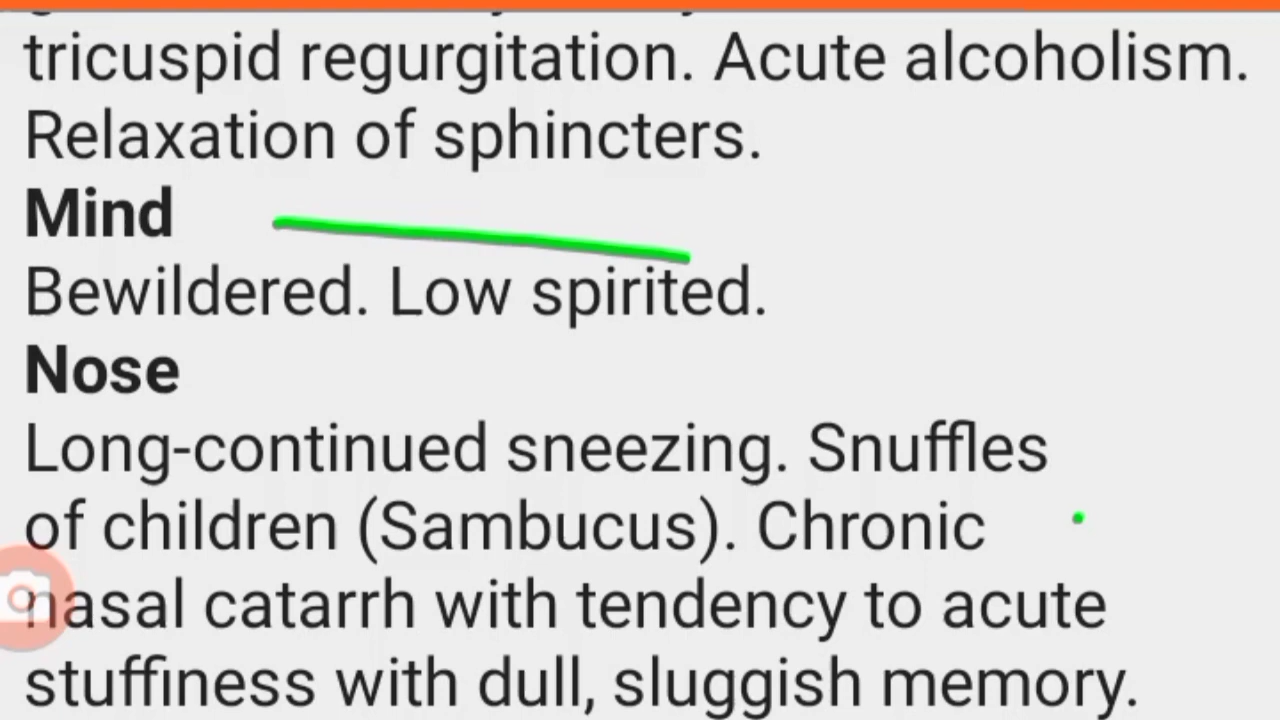 tricuspid regurgitation. Acute alcoholism.
Relaxation of sphincters.
Mind
Bewildered. Low spirited.
Nose
Long-continued sneezing. Snuffles
of children (Sambucus). Chronic
nasal catarrh with tendency to acute
stuffiness with dull, sluggish memory.